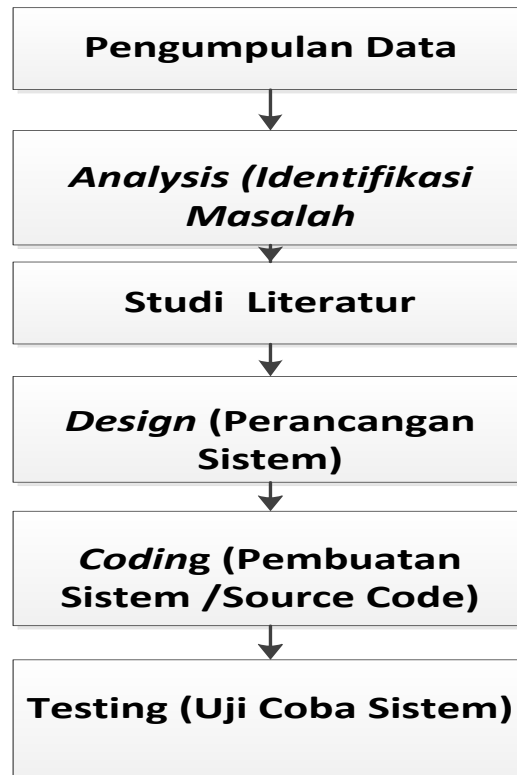 Pengumpulan Data
Analysis (Identifikasi
Masalah
Studi Literatur
Design (Perancangan
Sistem)
Coding (Pembuatan
Sistem /Source Code)
Testing (Uji Coba Sistem)